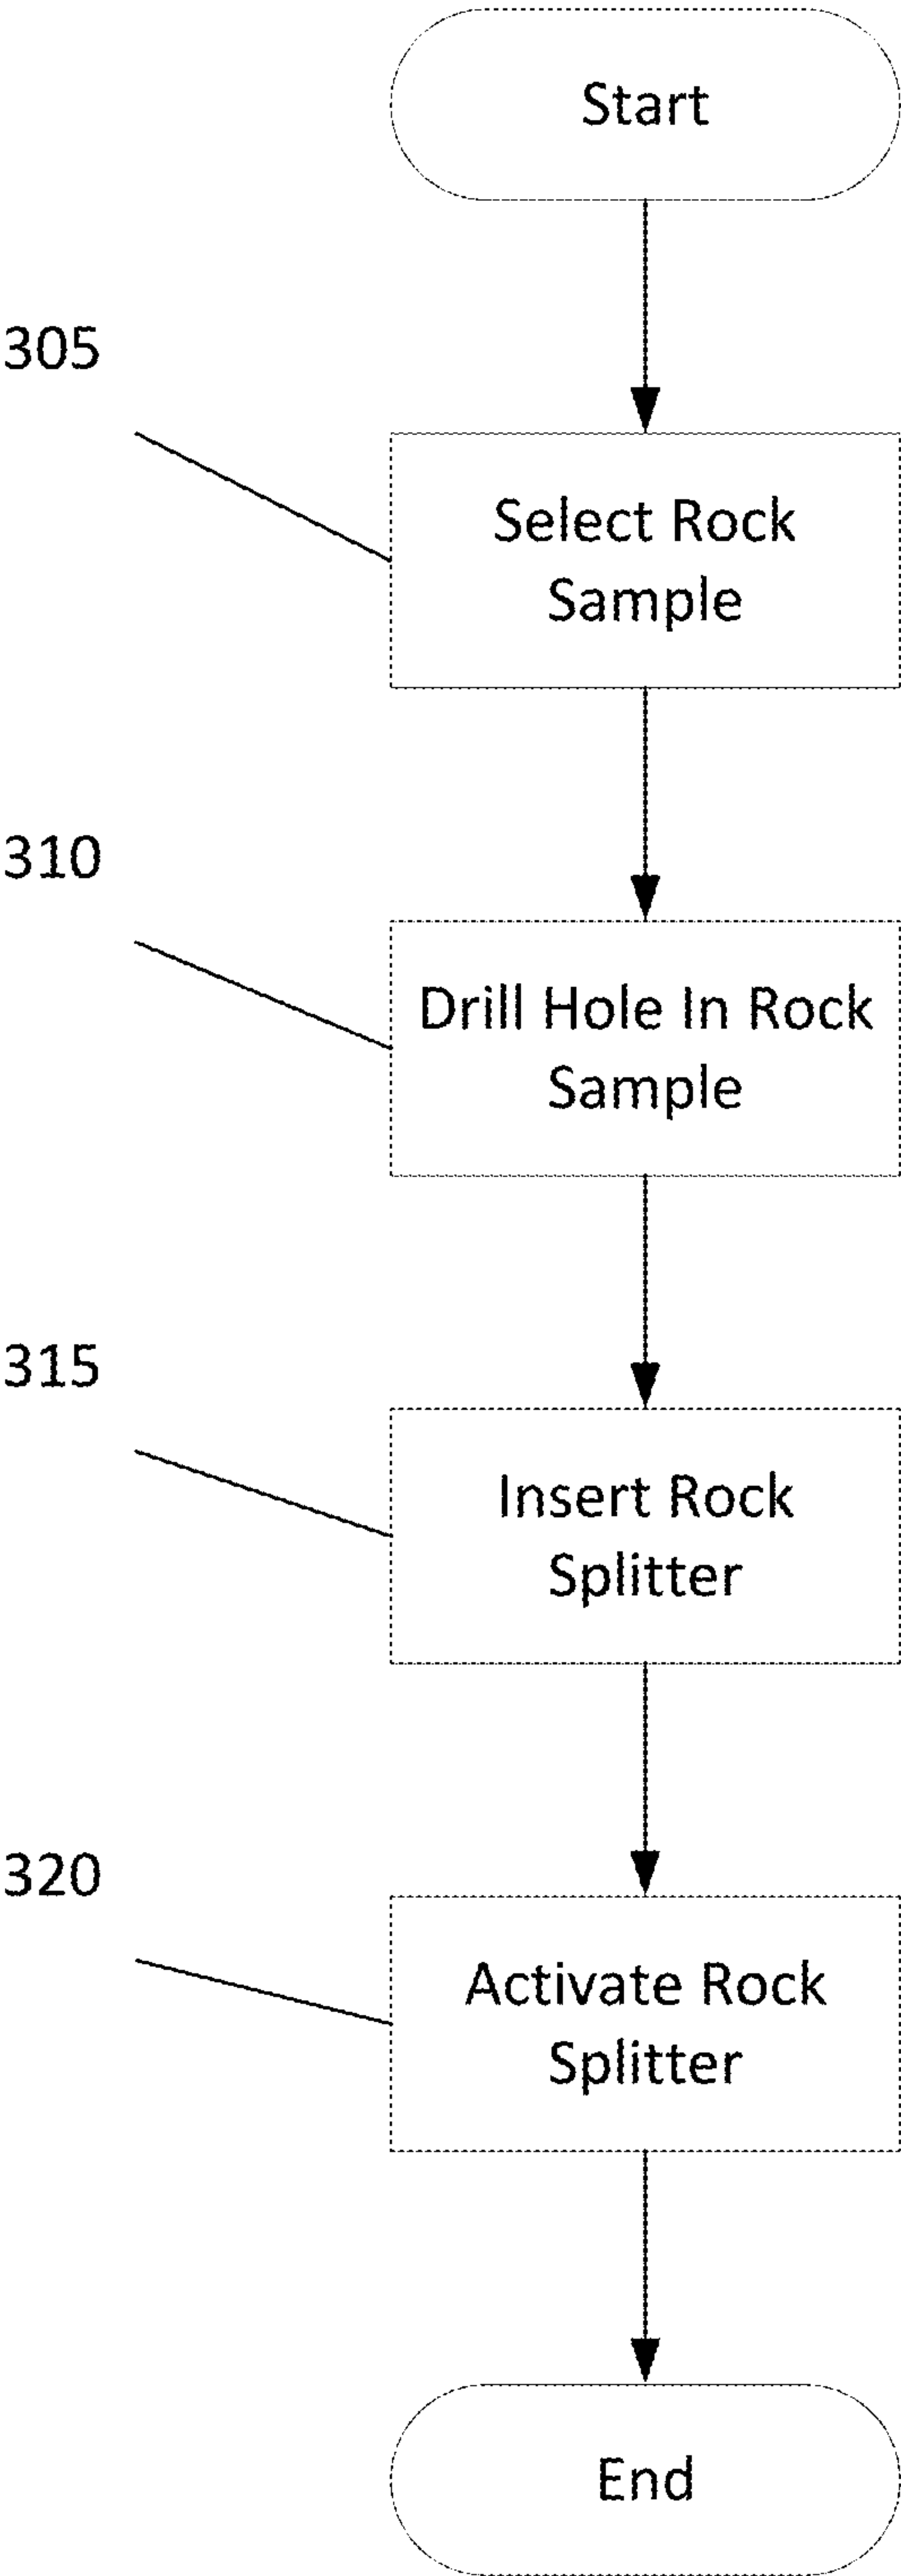 Start
305
Select Rock
Sample
310
Drill Hole In Rock
Sample
315
Insert Rock
Splitter
320
Activate Rock
Splitter
End